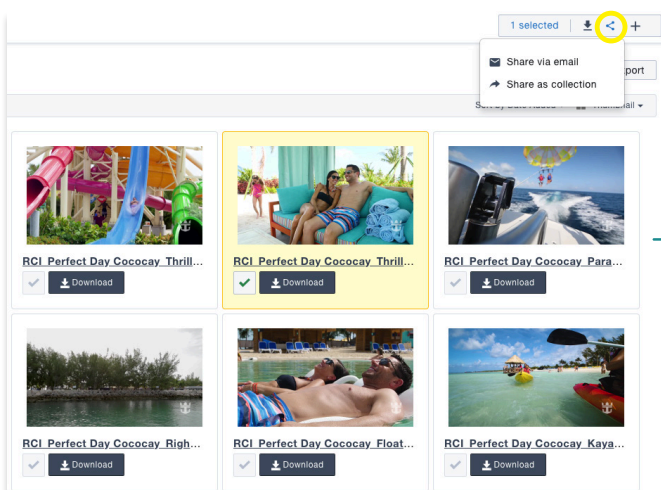 1 selected
Share via email
Share as collection
port
RCI_Perfect Day Cococay_Thrill...
RCI_Perfect Day Cococay_Thrill...
RCI_Perfect Day Cococay_Para...
Download
Download
Download
RCI_Perfect Day Cococay_Righ...
RCI_Perfect Day Cococay_Float...
RCI_Perfect Day Cococay_Kaya...
Download
Download
Download